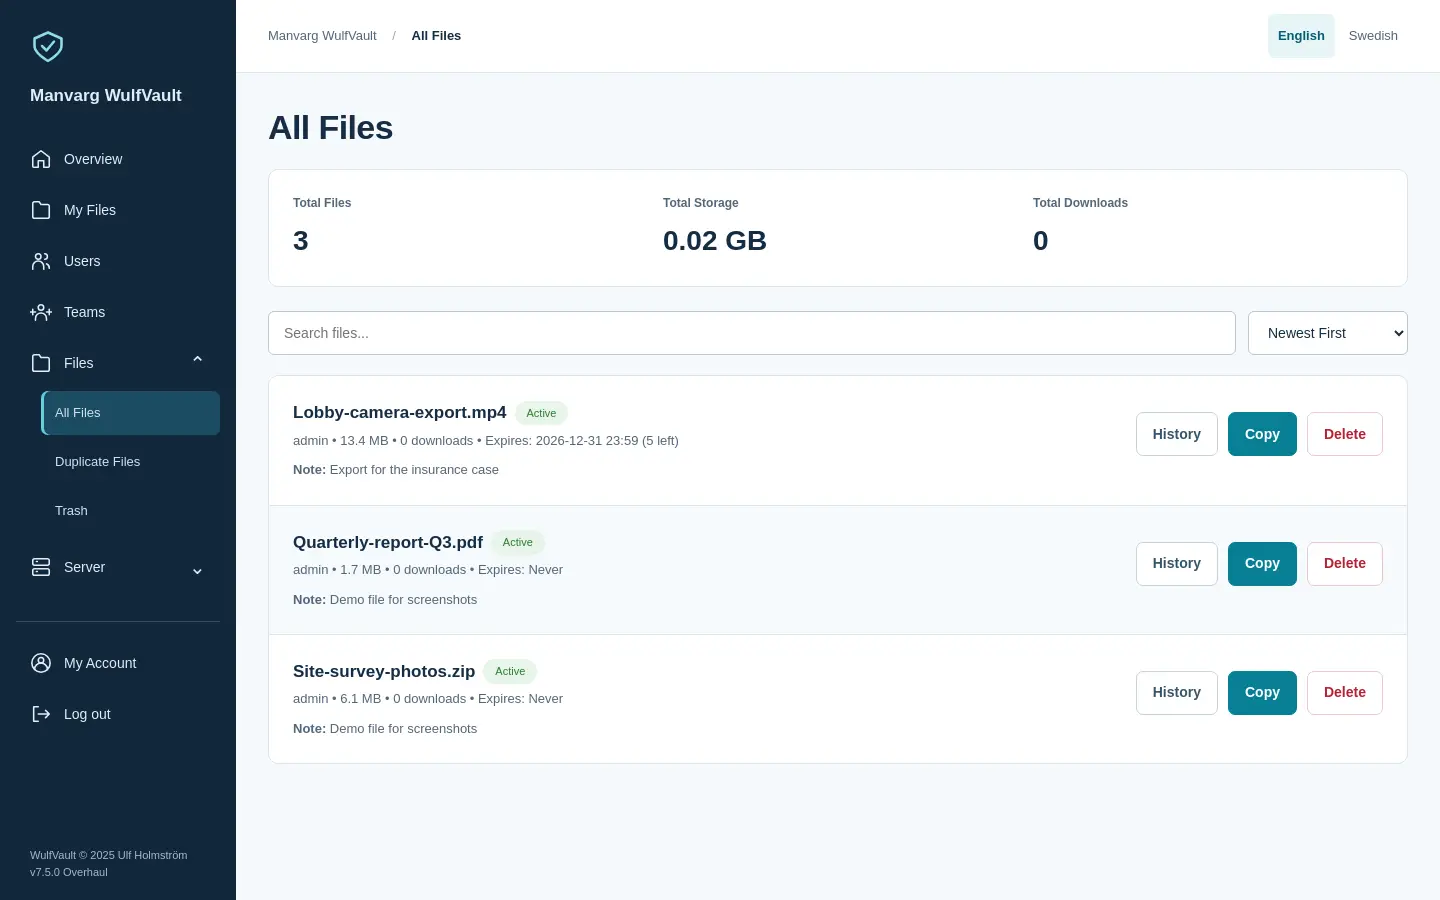 Manvarg WulfVault
Overview
My Files
Users
Teams
Files
All Files
Duplicate Files
Trash
Server
My Account
Log out
WulfVault © 2025 Ulf Holmström
v7.5.0 Overhaul
Manvarg WulfVault / All Files
English Swedish
All Files
Total Files Total Storage Total Downloads
3 0.02 GB 0
Search files... Newest First
Lobby-camera-export.mp4 Active
admin • 13.4 MB • 0 downloads • Expires: 2026-12-31 23:59 (5 left)
Note: Export for the insurance case
History Copy Delete
Quarterly-report-Q3.pdf Active
admin • 1.7 MB • 0 downloads • Expires: Never
Note: Demo file for screenshots
History Copy Delete
Site-survey-photos.zip Active
admin • 6.1 MB • 0 downloads • Expires: Never
Note: Demo file for screenshots
History Copy Delete